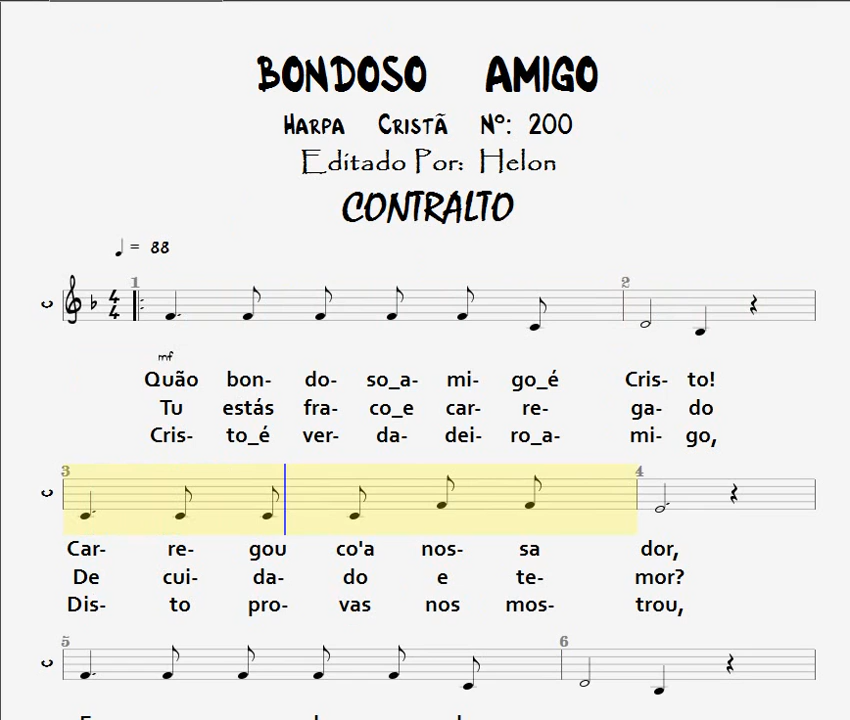 BONDOSO AMIGO
HARPA CRISTÃ Nº: 200
Editado Por: Helon
CONTRALTO
= 88
1 2
4
4
mf
Quão bon- do- so_a- mi- go_é Cris- to!
Tu estás fra- co_e car- re- ga- do
Cris- to_é ver- da- dei- ro_a- mi- go,
3 4
Car- re- gou co'a nos- sa dor,
De cui- da- do e te- mor?
Dis- to pro- vas nos mos- trou,
5 6